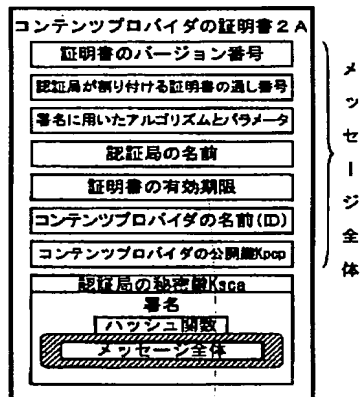 コンテンツプロバイダの証明書2A
証明書のバージョン番号
認証局が割り付ける証明書の通し番号
署名に用いたアルゴリズムとパラメータ
認証局の名前
証明書の有効期限
コンテンツプロバイダの名前(ID)
コンテンツプロバイダの公開鍵Kpcp
認証局の秘密鍵Ksca
署名
ハッシュ関数
メッセージ全体
メッセージ全体